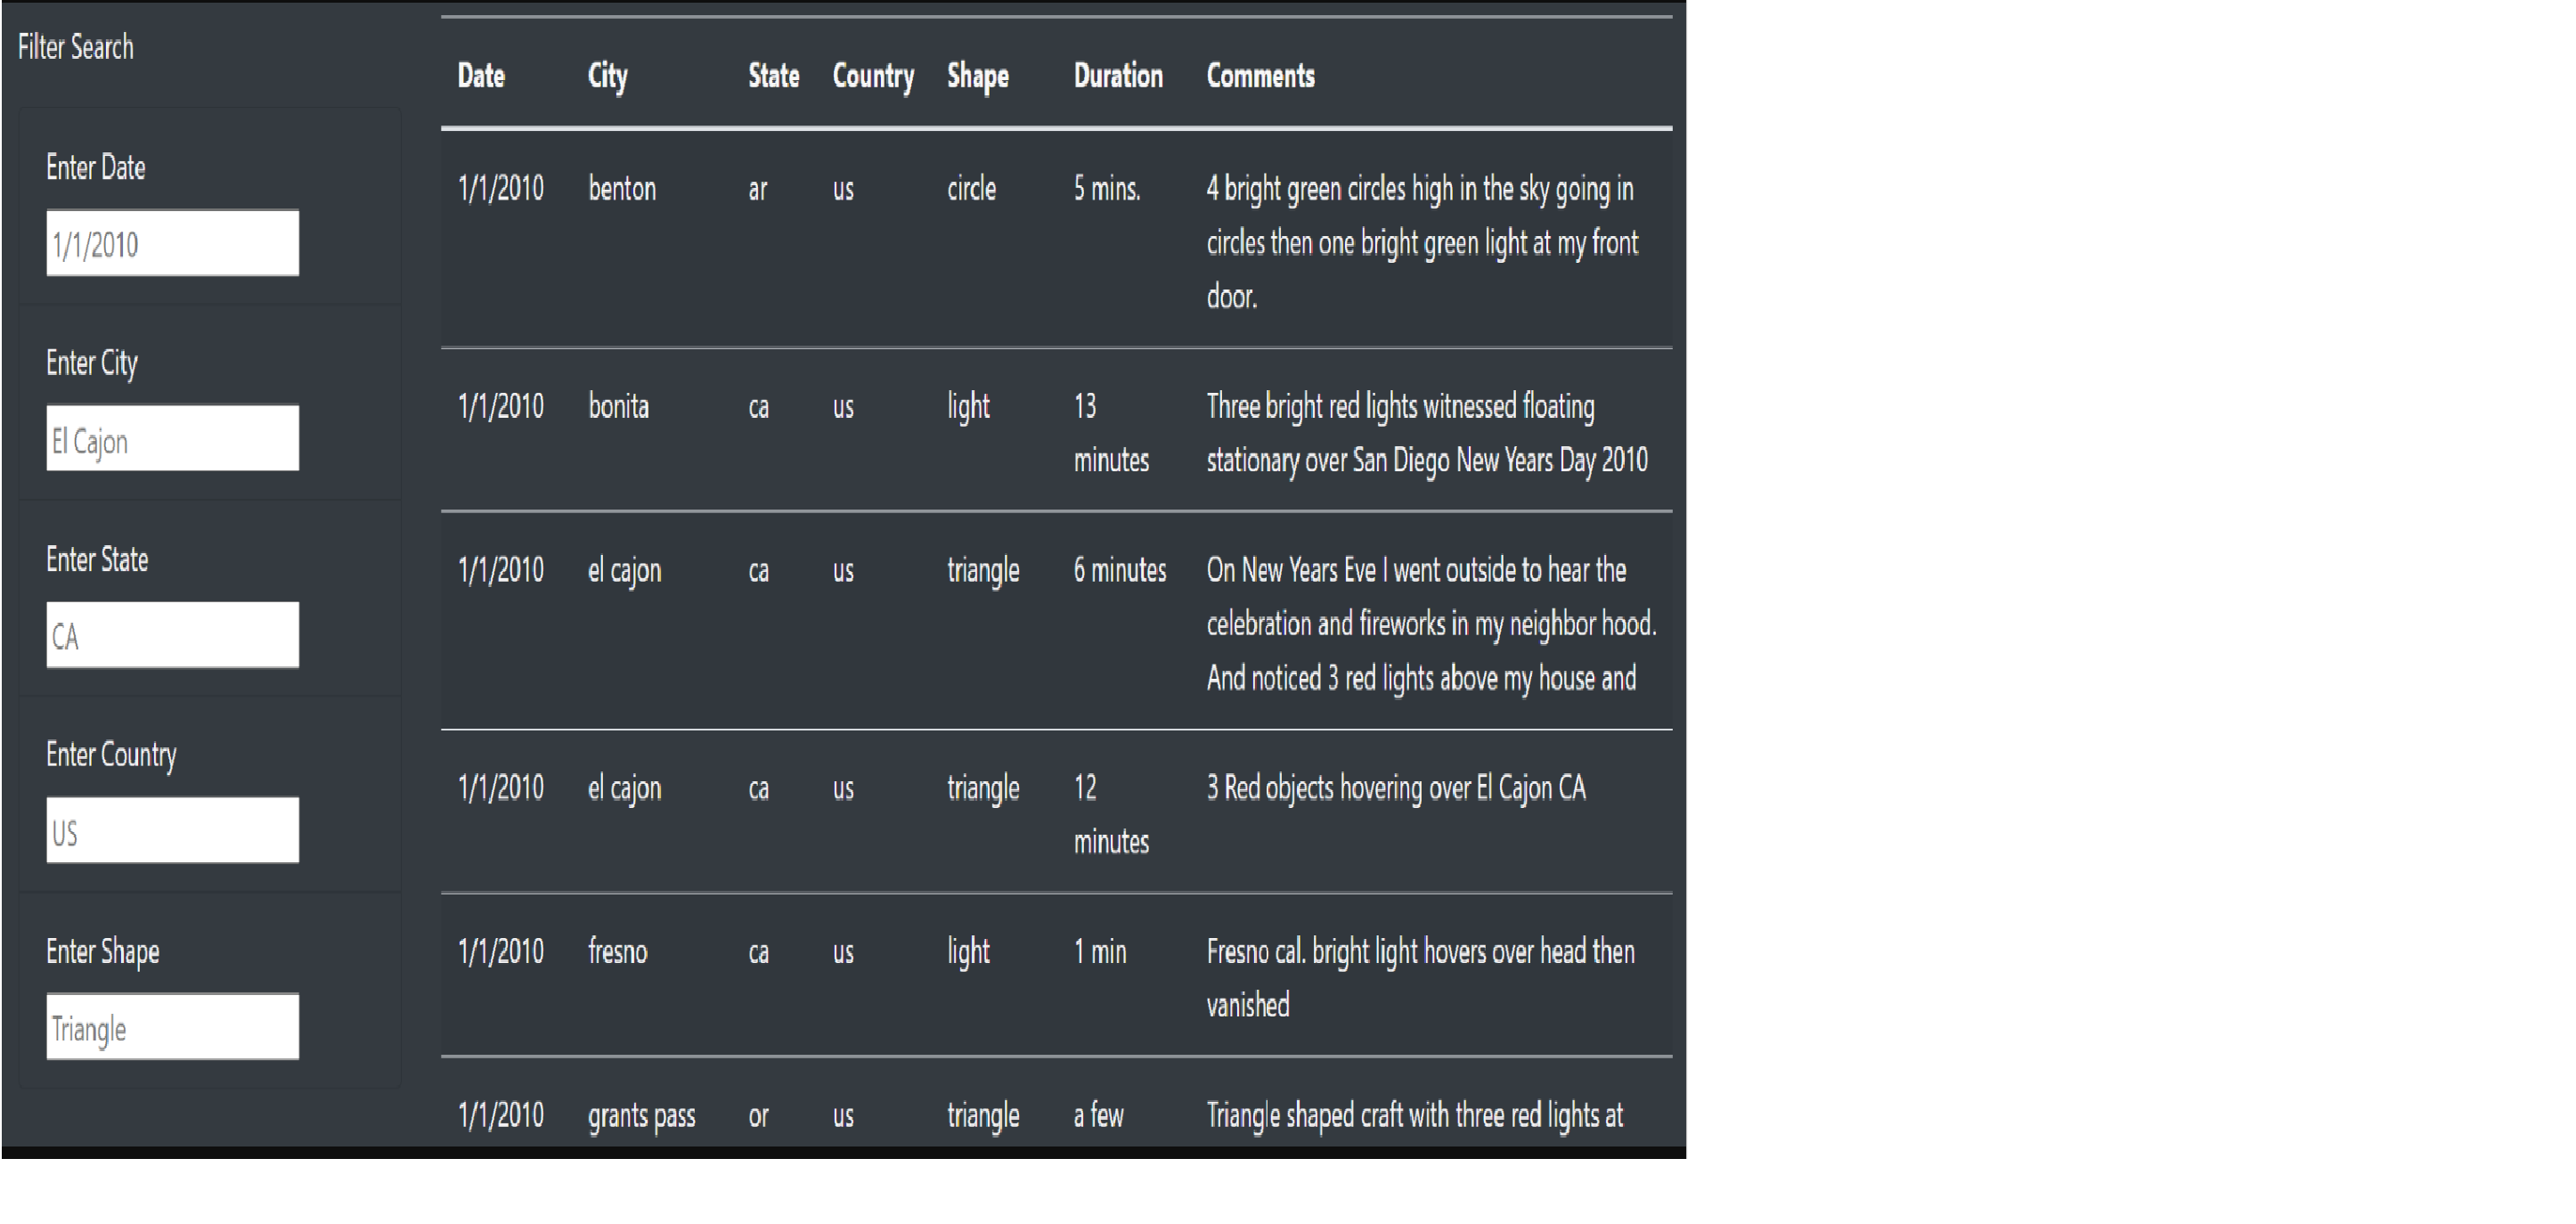 Filter Search
Enter Date
1/1/2010
Enter City
El Cajon
Enter State
CA
Enter Country
US
Enter Shape
Triangle
Date City State Country Shape Duration Comments
1/1/2010 benton ar us circle 5 mins. 4 bright green circles high in the sky going in
circles then one bright green light at my front
door.
1/1/2010 bonita ca us light 13 Three bright red lights witnessed floating
minutes stationary over San Diego New Years Day 2010
1/1/2010 el cajon ca us triangle 6 minutes On New Years Eve I went outside to hear the
celebration and fireworks in my neighbor hood.
And noticed 3 red lights above my house and
1/1/2010 el cajon ca us triangle 12 3 Red objects hovering over El Cajon CA
minutes
1/1/2010 fresno ca us light 1 min Fresno cal. bright light hovers over head then
vanished
1/1/2010 grants pass or us triangle a few Triangle shaped craft with three red lights at